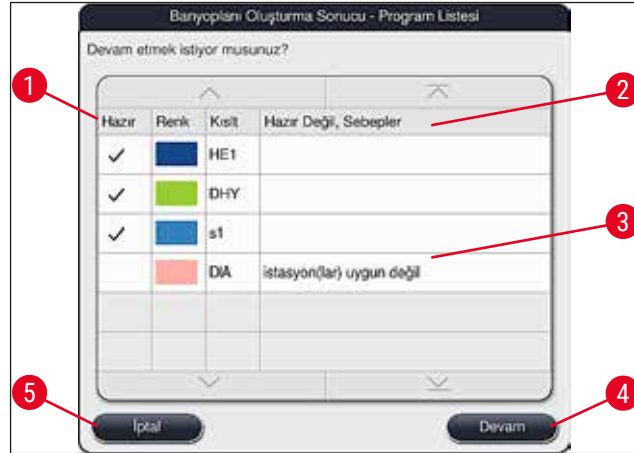 Banyoplanı Oluşturma Sonucu - Program Listesi
Devam etmek istiyor musunuz?
1
2
Hazır Renk Kıslt Hazır Değil, Sebepler
HE1
DHY
3
s1
DIA istasyon(lar) uygun değil
5
4
İptal Devam